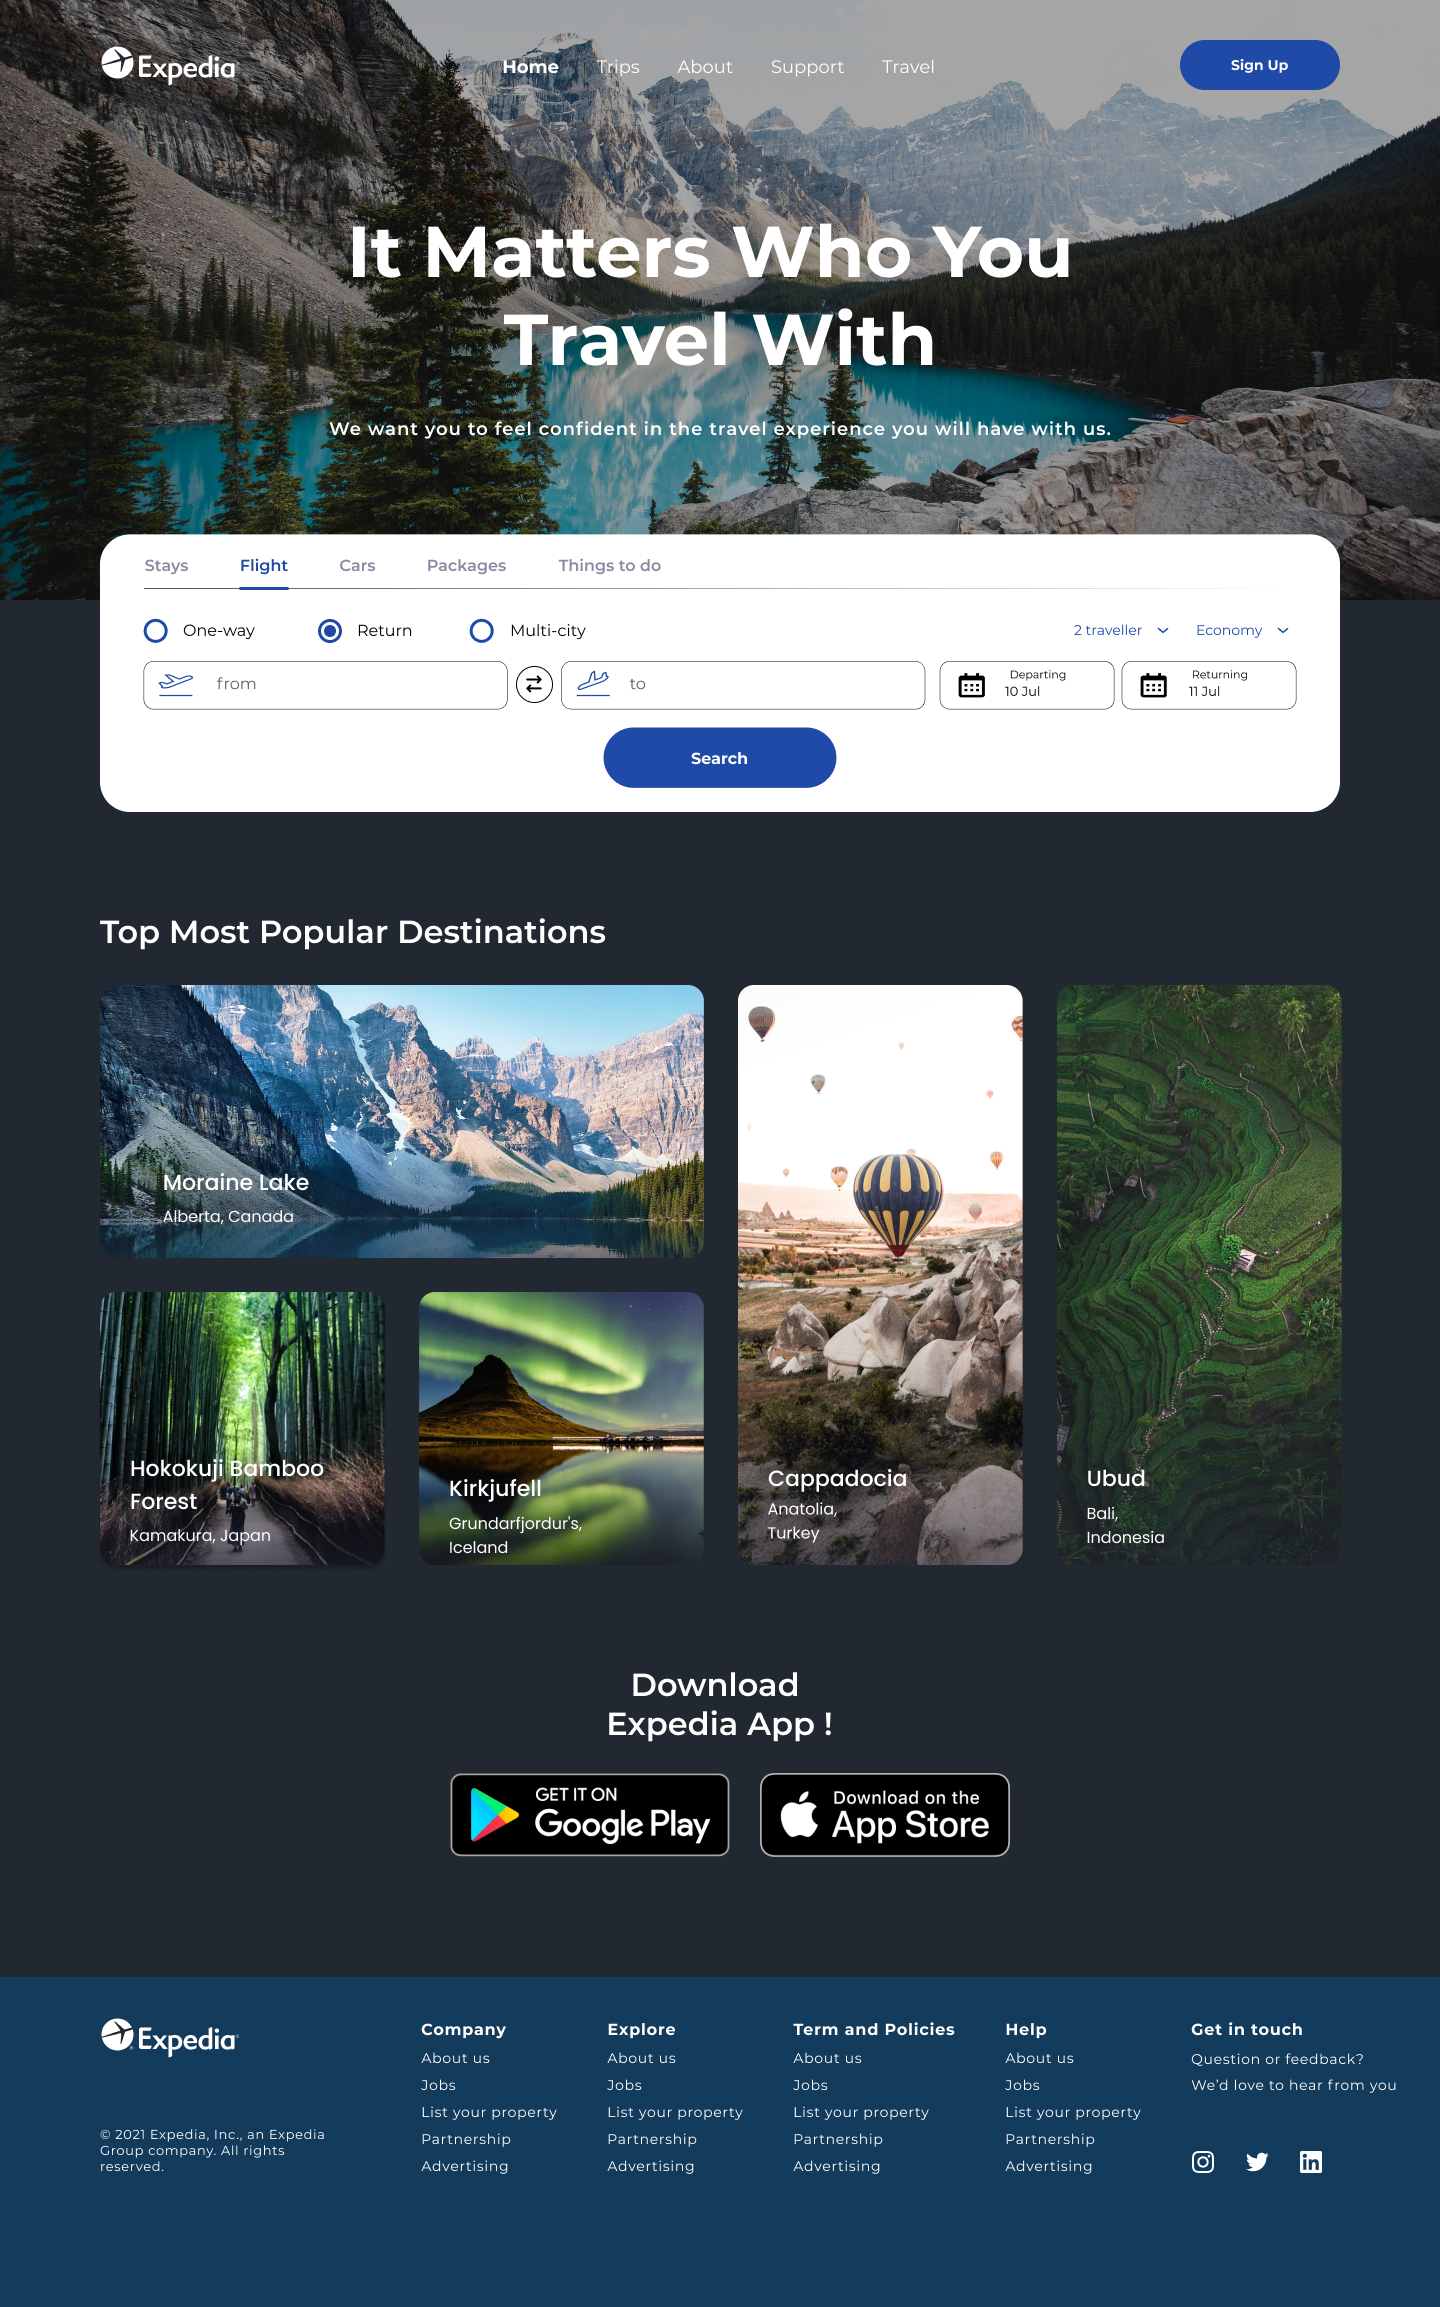 Expedia
Home Trips About Support Travel
Sign Up
It Matters Who You
Travel With
We want you to feel confident in the travel experience you will have with us.
Stays Flight Cars Packages Things to do
One-way Return Multi-city
2 traveller Economy
from
to
Departing
10 Jul
Returning
11 Jul
Search
Top Most Popular Destinations
Moraine Lake
Alberta, Canada
Hokokuji Bamboo
Forest
Kamakura, Japan
Kirkjufell
Grundarfjordur's,
Iceland
Cappadocia
Anatolia,
Turkey
Ubud
Bali,
Indonesia
Download
Expedia App !
GET IT ON
Google Play
Download on the
App Store
Expedia
© 2021 Expedia, Inc., an Expedia
Group company. All rights
reserved.
Company
About us
Jobs
List your property
Partnership
Advertising
Explore
About us
Jobs
List your property
Partnership
Advertising
Term and Policies
About us
Jobs
List your property
Partnership
Advertising
Help
About us
Jobs
List your property
Partnership
Advertising
Get in touch
Question or feedback?
We’d love to hear from you